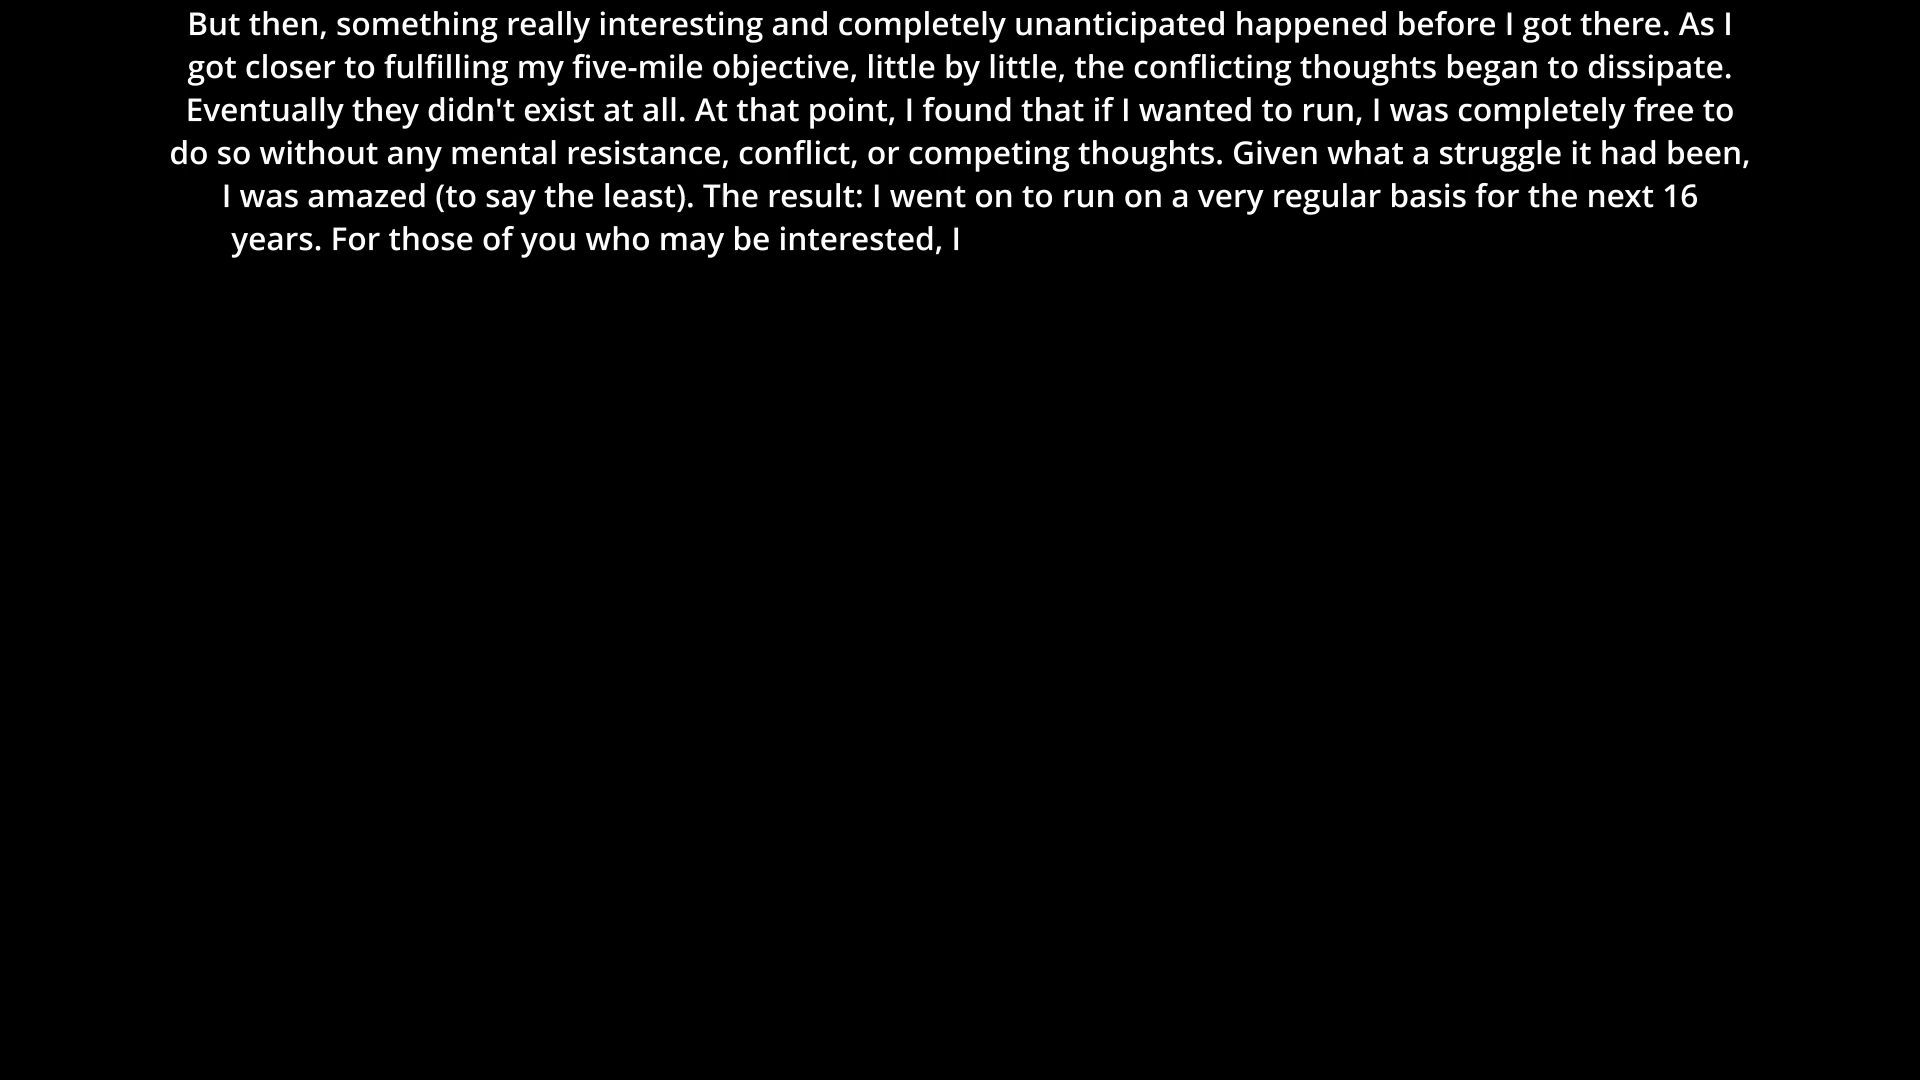 But then, something really interesting and completely unanticipated happened before I got there. As I
got closer to fulfilling my five-mile objective, little by little, the conflicting thoughts began to dissipate.
Eventually they didn't exist at all. At that point, I found that if I wanted to run, I was completely free to
do so without any mental resistance, conflict, or competing thoughts. Given what a struggle it had been,
I was amazed (to say the least). The result: I went on to run on a very regular basis for the next 16
years. For those of you who may be interested, I